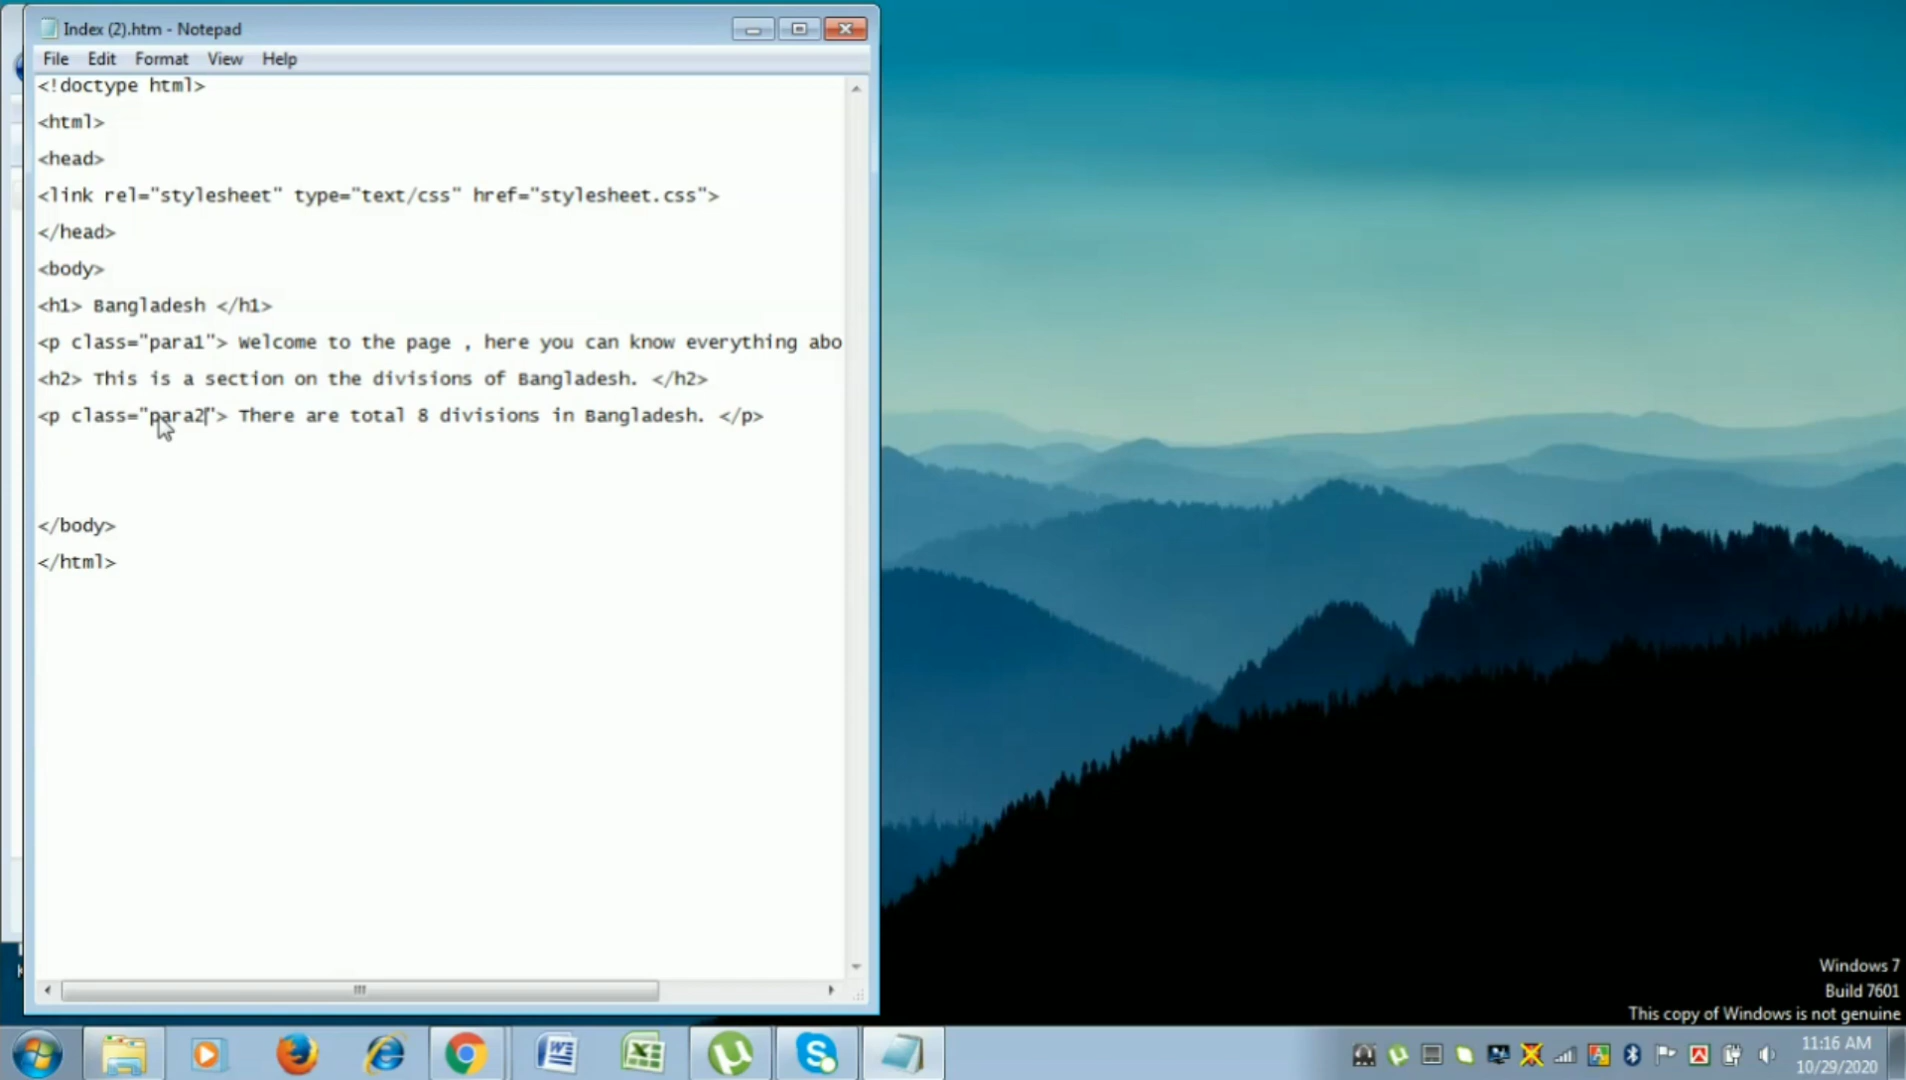 Index (2).htm - Notepad
File Edit Format View Help
<!doctype html>
<html>
<head>
<link rel="stylesheet" type="text/css" href="stylesheet.css">
</head>
<body>
<h1> Bangladesh </h1>
<p class="para1"> Welcome to the page , here you can know everything abo
<h2> This is a section on the divisions of Bangladesh. </h2>
<p class="para2"> There are total 8 divisions in Bangladesh. </p>
</body>
</html>
Windows 7
Build 7601
This copy of Windows is not genuine
11:16 AM
10/29/2020